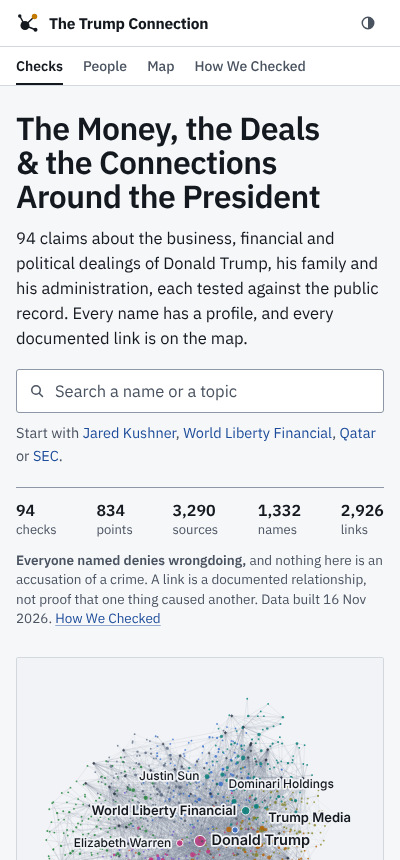 The Trump Connection
Checks People Map How We Checked
The Money, the Deals
& the Connections
Around the President
94 claims about the business, financial and
political dealings of Donald Trump, his family and
his administration, each tested against the public
record. Every name has a profile, and every
documented link is on the map.
Search a name or a topic
Start with Jared Kushner, World Liberty Financial, Qatar
or SEC.
94 834 3,290 1,332 2,926
checks points sources names links
Everyone named denies wrongdoing, and nothing here is an
accusation of a crime. A link is a documented relationship,
not proof that one thing caused another. Data built 16 Nov
2026. How We Checked
Justin Sun
Dominari Holdings
World Liberty Financial
Trump Media
Elizabeth Warren
Donald Trump